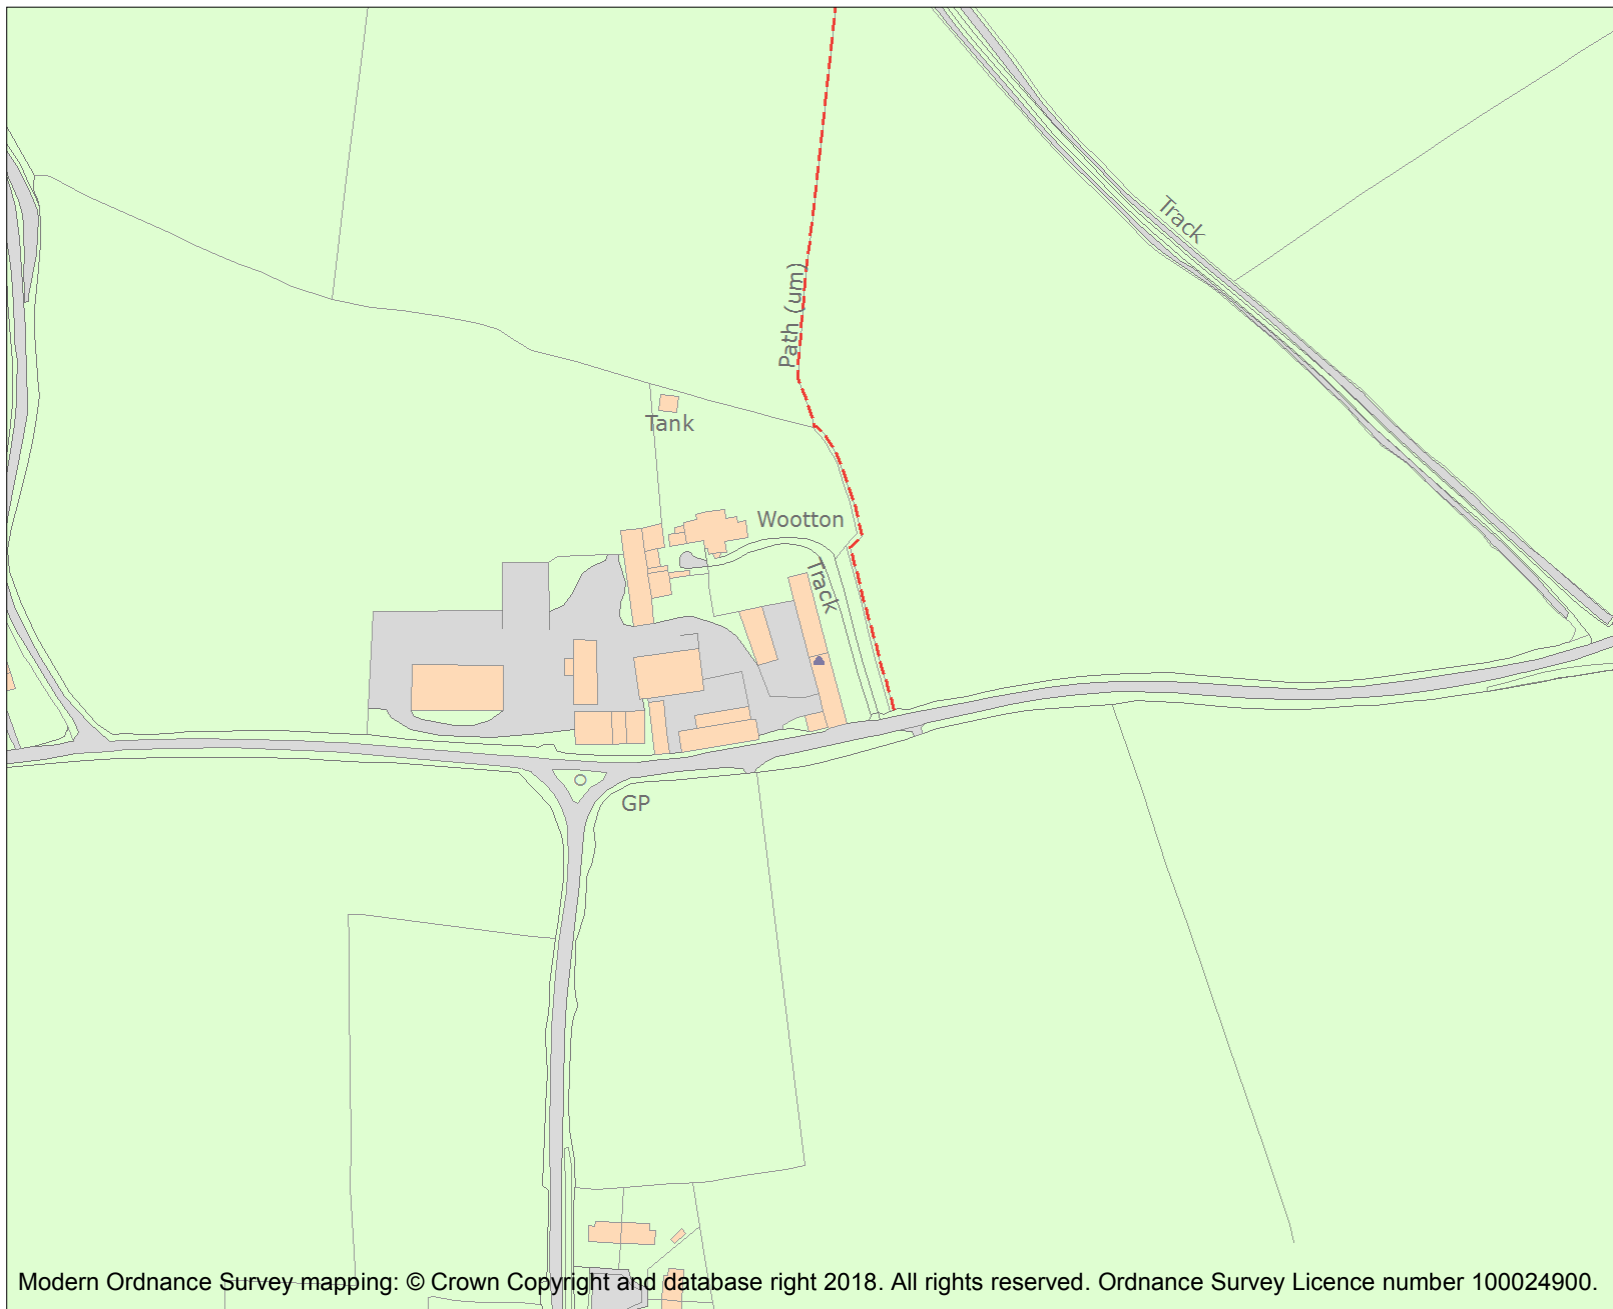 Track
Path (um)
Tank
Wootton
Track
GP
Modern Ordnance Survey mapping: © Crown Copyright and database right 2018. All rights reserved. Ordnance Survey Licence number 100024900.